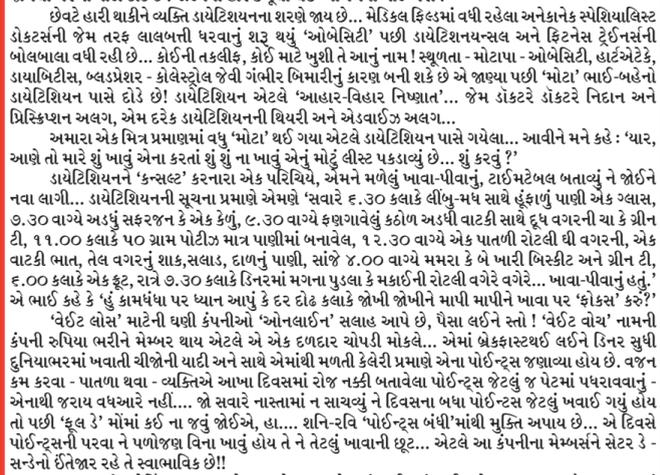 છેવટે હારી થાકીને વ્યક્તિ ડાયેટિશિયનના શરણે જાય છે... મેડિકલ ફિલ્ડમાં વધી રહેલા અનેકાનેક સ્પેશિયાલિસ્ટ
ડોકટર્સની જેમ તરફ લાલબત્તી ધરવાનું શરૂ થયું ‘ઓબેસિટી’ પછી ડાયેટિશનયન્સલ અને ફિટનેસ ટ્રેઈનર્સની
બોલબાલા વધી રહી છે... કોઈની તકલીફ, કોઈ માટે ખુશી તે આનું નામ ! સ્થૂળતા - મોટાપા - ઓબેસિટી, હાર્ટએટેક,
ડાયાબિટીસ, બ્લડપ્રેશર - કોલેસ્ટ્રોલ જેવી ગંભીર બિમારીનું કારણ બની શકે છે એ જાણ્યા પછી ‘મોટા’ ભાઈ-બહેનો
ડાયેટિશિયન પાસે દોડે છે! ડાયેટિશિયન એટલે ‘આહાર-વિહાર નિષ્ણાત’... જેમ ડૉકટરે ડૉકટરે નિદાન અને
પ્રિસ્ક્રિપ્શન અલગ, એમ દરેક ડાયેટિશિયનની થિયરી અને એડવાઈઝ અલગ...
અમારા એક મિત્ર પ્રમાણમાં વધુ ‘મોટા’ થઈ ગયા એટલે ડાયેટિશિયન પાસે ગયેલા... આવીને મને કહે : ‘યાર,
આણે તો મારે શું ખાવું એના કરતાં શું શું ના ખાવું એનું મોટું લીસ્ટ પકડાવ્યું છે... શું કરવું ?’
ડાયેટિશિયનને ‘કન્સલ્ટ’ કરનારા એક પરિચિયે, એમને મળેલું ખાવા-પીવાનું, ટાઈમટેબલ બતાવ્યું ને જોઈને
નવા લાગી... ડાયેટિશિયનની સૂચના પ્રમાણે એમણે ‘સવારે ૬.૩૦ કલાકે લીંબુ-મધ સાથે હૂંફાળું પાણી એક ગ્લાસ,
૭.૩૦ વાગ્યે અડધું સફરજન કે એક કેળું, ૯.૩૦ વાગ્યે ફણગાવેલું કઠોળ અડધી વાટકી સાથે દૂધ વગરની ચા કે ગ્રીન
ટી, ૧૧.૦૦ કલાકે ૫૦ ગ્રામ પોટીઝ માત્ર પાણીમાં બનાવેલ, ૧૨.૩૦ વાગ્યે એક પાતળી રોટલી ઘી વગરની, એક
વાટકી ભાત, તેલ વગરનું શાક,સલાડ, દાળનું પાણી, સાંજે ૪.૦૦ વાગ્યે મમરા કે બે ખારી બિસ્કીટ અને ગ્રીન ટી,
૬.૦૦ કલાકે એક ફ્રૂટ, રાત્રે ૭.૩૦ કલાકે ડિનરમાં મગના પુડલા કે મકાઈની રોટલી વગેરે વગેરે... ખાવા-પીવાનું હતું.’
એ ભાઈ કહે કે ‘હું કામધંધા પર ધ્યાન આપું કે દર દોઢ કલાકે જોખી જોખીને માપી માપીને ખાવા પર ‘ફોકસ’ કરું?’
‘વેઈટ લોસ’ માટેની ઘણી કંપનીઓ ‘ઓનલાઈન’ સલાહ આપે છે, પૈસા લઈને સ્તો ! ‘વેઈટ વોચ’ નામની
કંપની રુપિયા ભરીને મેમ્બર થાય એટલે એ એક દળદાર ચોપડી મોકલે... એમાં બ્રેકફાસ્ટથઈ લઈને ડિનર સુધી
દુનિયાભરમાં ખવાતી ચીજોની યાદી અને સાથે એમાંથી મળતી કેલેરી પ્રમાણે એના પોઈન્ટ્સ જણાવ્યા હોય છે. વજન
કમ કરવા - પાતળા થવા - વ્યક્તિએ આખા દિવસમાં રોજ નક્કી બતાવેલા પોઈન્ટ્સ જેટલું જ પેટમાં પધરાવવાનું -
એનાથી જરાય વધઆરે નહીં.... જો સવારે નાસ્તામાં ન સાચવ્યું ને દિવસના બધા પોઈન્ટસ જેટલું ખવાઈ ગયું હોય
તો પછી ‘ફૂલ ડે’ મોંમાં કઈ ના જવું જોઈએ, હા.... શનિ-રવિ ‘પોઈન્ટ્સ બંધી’માંથી મુક્તિ અપાય છે... એ દિવસે
પોઈન્ટ્સની પરવા ને પળોજણ વિના ખાવું હોય તે ને તેટલું ખાવાની છૂટ... એટલે આ કંપનીના મેમ્બર્સને સેટર ડે -
સન્ડેનો ઈંતેજાર રહે તે સ્વાભાવિક છે!!